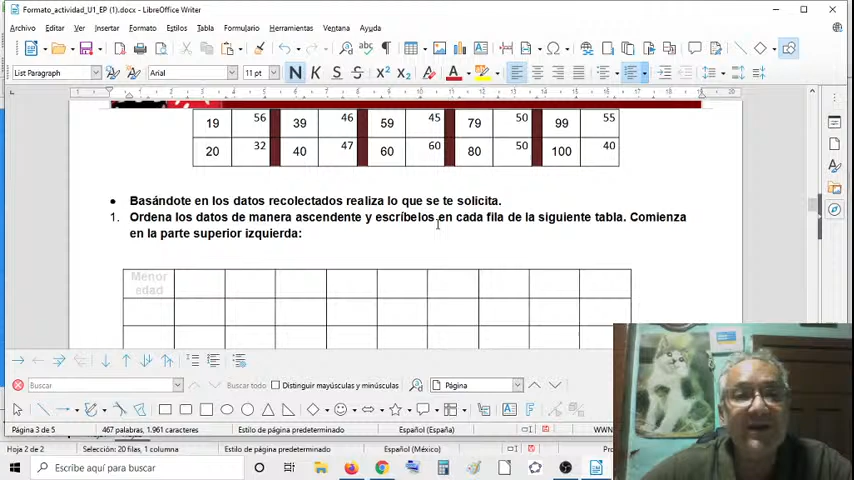 Formato_actividad_U1_EP (1).docx - LibreOffice Writer
Archivo Editar Ver Insertar Formato Estilos Tabla Formulario Herramientas Ventana Ayuda
List Paragraph Arial 11 pt N K S S X² X₂ A
19 56 39 46 59 45 79 50 99 55
20 32 40 47 60 60 80 50 100 40
• Basándote en los datos recolectados realiza lo que se te solicita.
1. Ordena los datos de manera ascendente y escríbelos en cada fila de la siguiente tabla. Comienza
en la parte superior izquierda:
Menor
edad
Buscar Buscar todo Distinguir mayúsculas y minúsculas Página
Página 3 de 5 467 palabras, 1.961 caracteres Estilo de página predeterminado Español (España)
Hoja 2 de 2 Selección: 20 filas, 1 columna Estilo de página predeterminado Español (México)
Escribe aquí para buscar